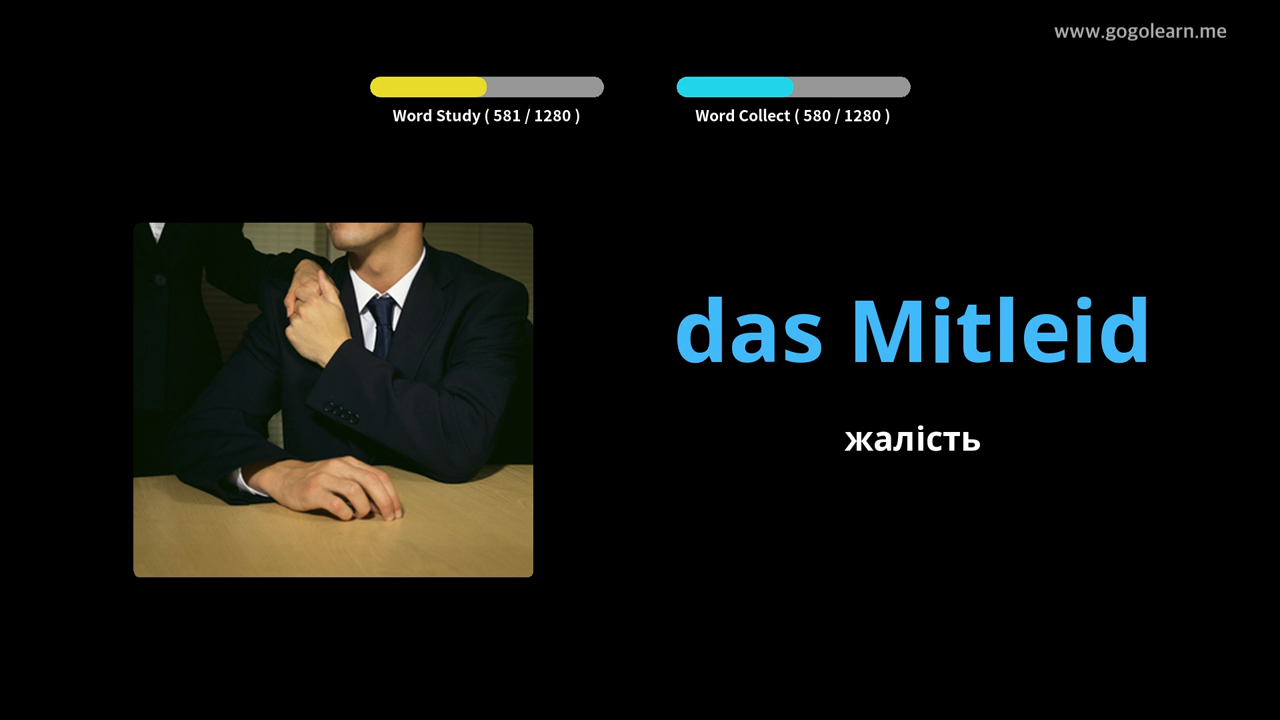 www.gogolearn.me
Word Study ( 581 / 1280 )
Word Collect ( 580 / 1280 )
das Mitleid
жалість